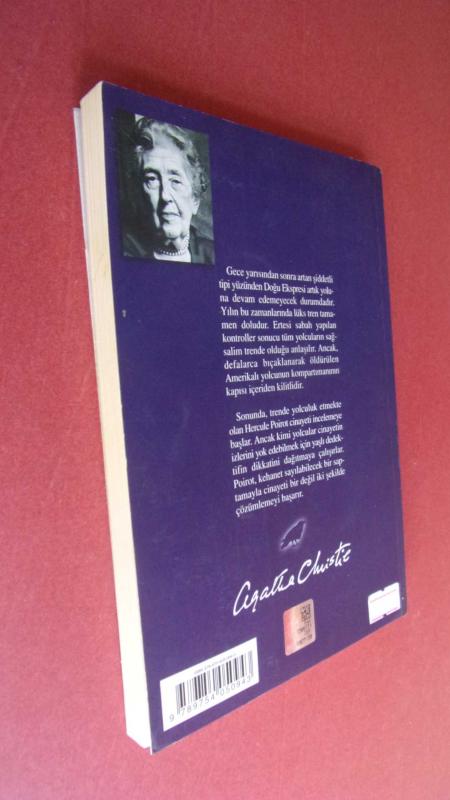 Gece yarısından sonra artan şiddetli
tipi yüzünden Doğu Ekspresi artık yolu-
na devam edemeyecek durumdadır.
Yılın bu zamanlarında lüks tren tama-
men doludur. Ertesi sabah yapılan
kontroller sonucu tüm yolcuların sağ-
salim trende olduğu anlaşılır. Ancak,
defalarca bıçaklanarak öldürülen
Amerikalı yolcunun kompartımanının
kapısı içeriden kilitlidir.
Sonunda, trende yolculuk etmekte
olan Hercule Poirot cinayeti incelemeye
başlar. Ancak kimi yolcular cinayetin
izlerini yok edebilmek için yaşlı dedek-
tifin dikkatini dağıtmaya çalışırlar.
Poirot, kehanet sayılabilecek bir sap-
tamayla cinayeti bir değil iki şekilde
çözümlemeyi başarır.
Agatha Christie
9 789754 050943